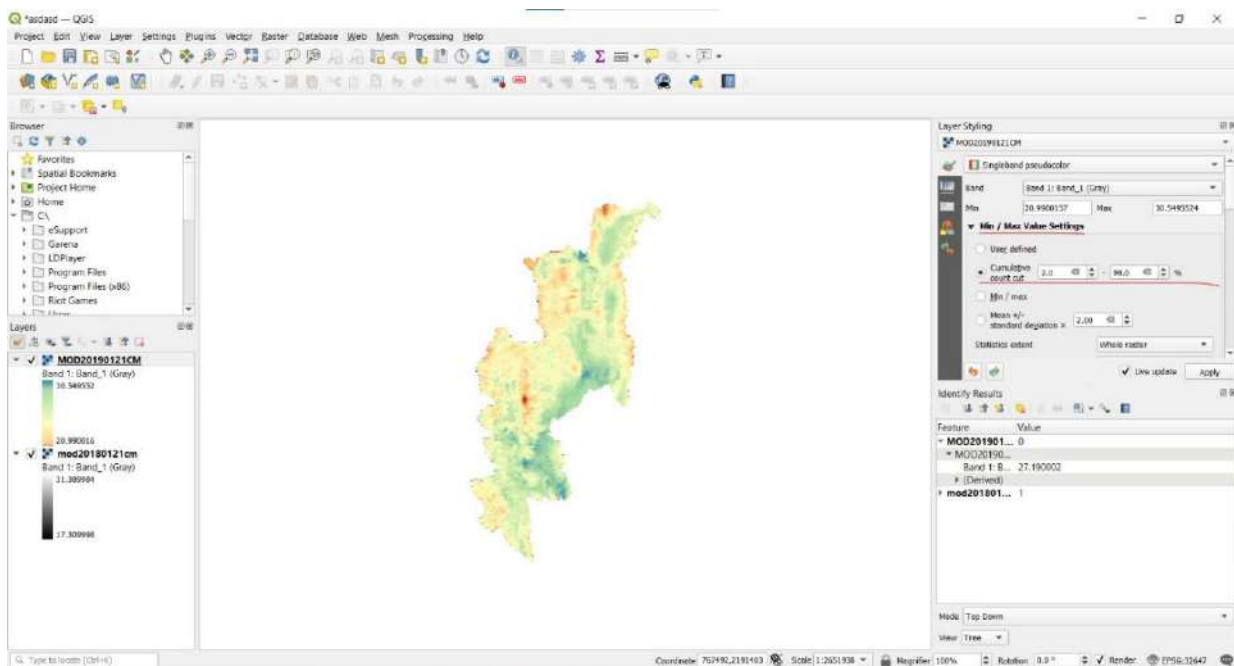 *asdasd — QGIS
Project Edit View Layer Settings Plugins Vector Raster Database Web Mesh Processing Help
Browser
Favorites
Spatial Bookmarks
Project Home
Home
C:\
eSupport
Garena
LDPlayer
Program Files
Program Files (x86)
Riot Games
Layers
MOD20190121CM
Band 1: Band_1 (Gray)
30.549552
20.990016
mod20180121cm
Band 1: Band_1 (Gray)
31.389984
17.309998
Layer Styling
MOD20190121CM
Singleband pseudocolor
Band Band 1: Band_1 (Gray)
Min 20.9900157 Max 30.5495524
Min / Max Value Settings
User defined
Cumulative count cut 2.0 - 98.0 %
Min / max
Mean +/- standard deviation × 2.00
Statistics extent Whole raster
Live update Apply
Identify Results
Feature Value
MOD201901... 0
MOD20190...
Band 1: B... 27.190002
(Derived)
mod201801... 1
Mode Top Down
View Tree
Type to locate (Ctrl+K)
Coordinate 767492,2191403 Scale 1:2651938 Magnifier 100% Rotation 0.0 ° Render EPSG:32647